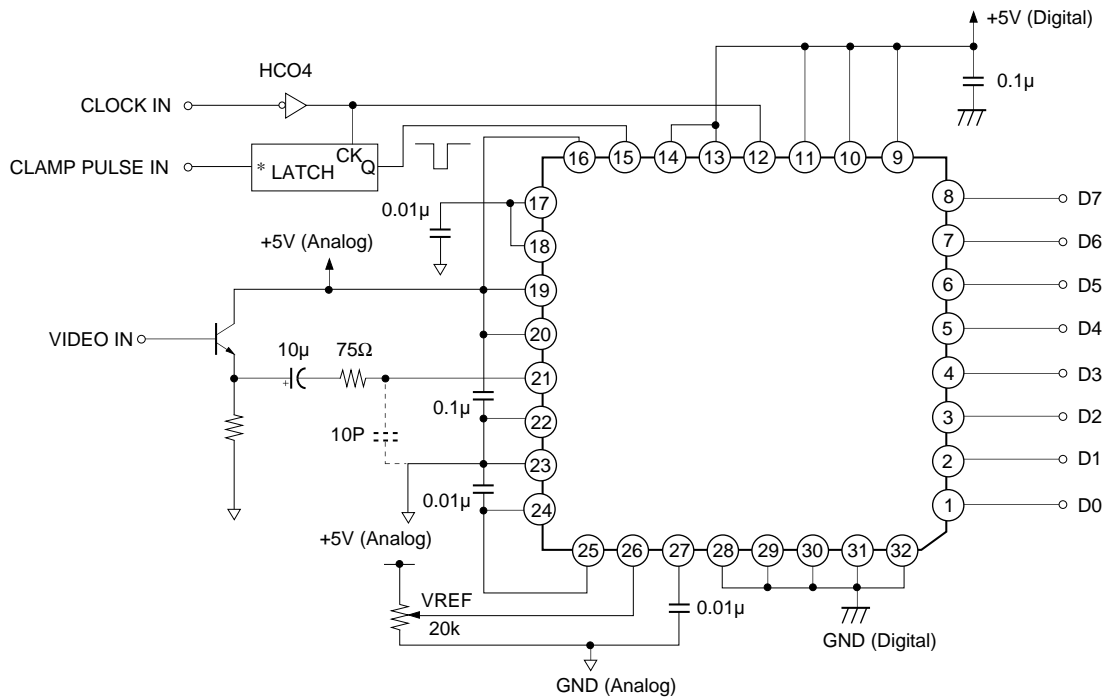 +5V (Digital)
HCO4
0.1µ
CLOCK IN
CK
Q
CLAMP PULSE IN
* LATCH
16
15
14
13
12
11
10
9
17
8
D7
0.01µ
18
7
D6
+5V (Analog)
19
6
D5
20
5
D4
VIDEO IN
10µ
75Ω
+
21
4
D3
0.1µ
22
3
D2
10P
23
2
D1
0.01µ
24
1
D0
+5V (Analog)
25
26
27
28
29
30
31
32
VREF
20k
0.01µ
GND (Digital)
GND (Analog)